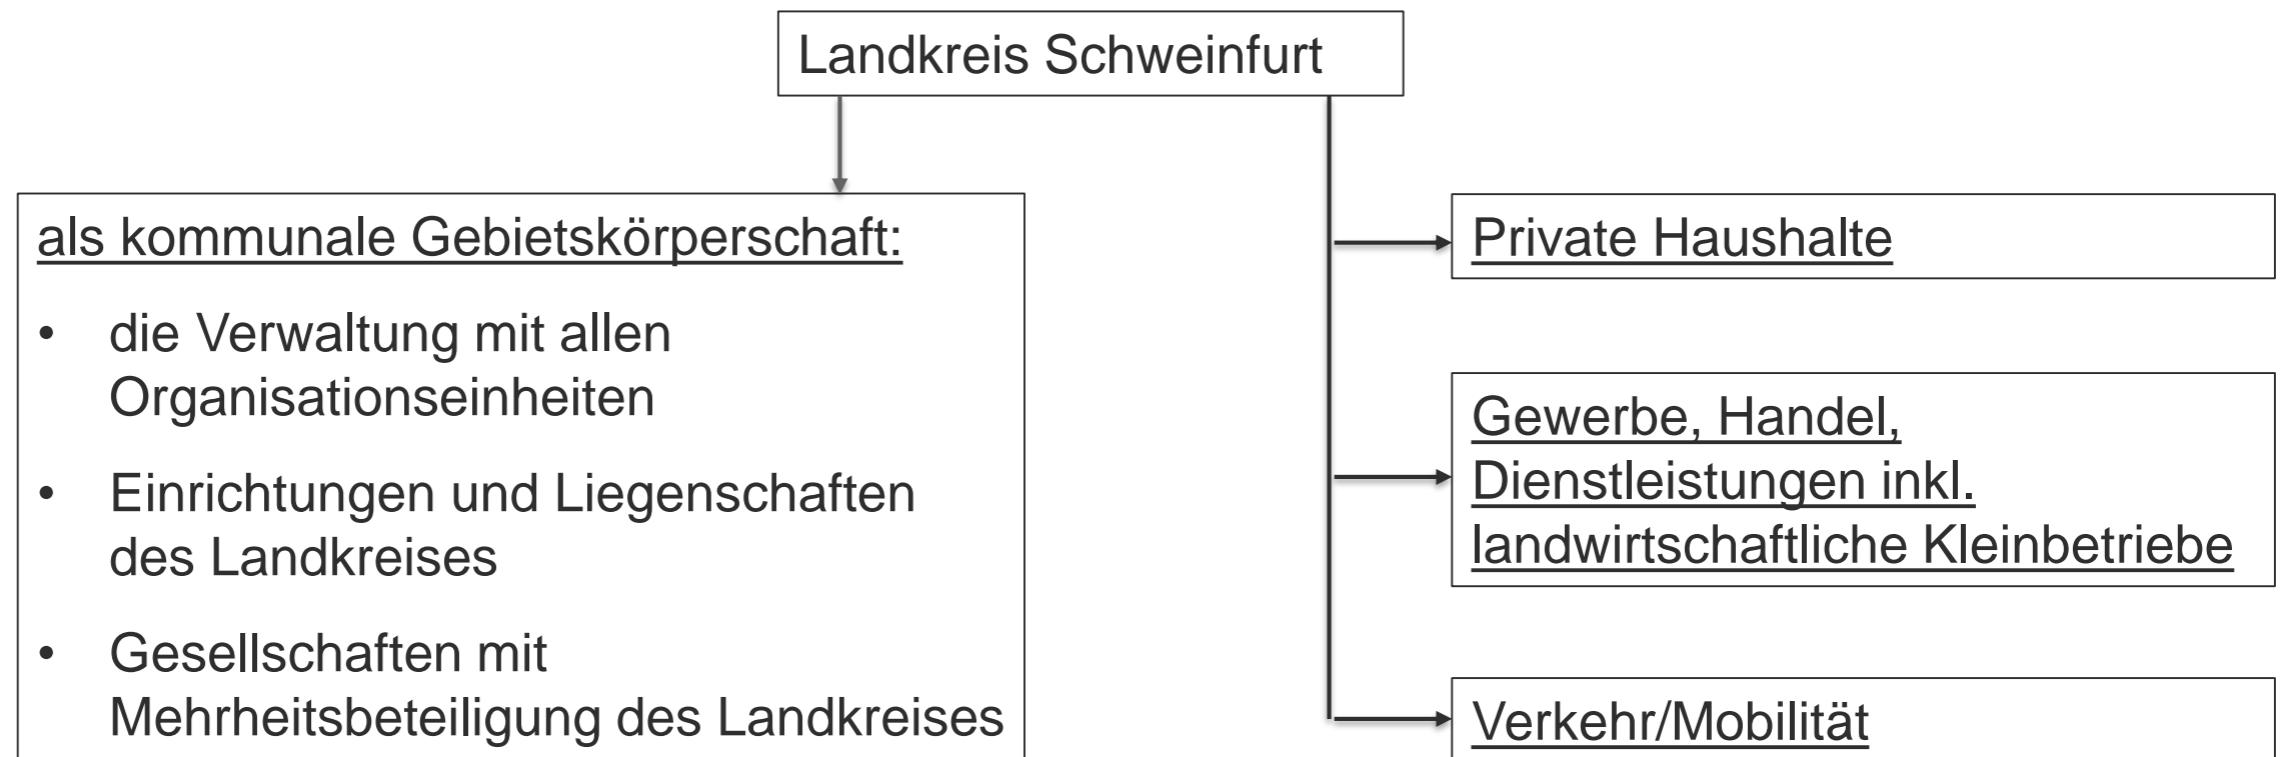 Landkreis Schweinfurt
als kommunale Gebietskörperschaft:
• die Verwaltung mit allen
Organisationseinheiten
• Einrichtungen und Liegenschaften
des Landkreises
• Gesellschaften mit
Mehrheitsbeteiligung des Landkreises
Private Haushalte
Gewerbe, Handel,
Dienstleistungen inkl.
landwirtschaftliche Kleinbetriebe
Verkehr/Mobilität